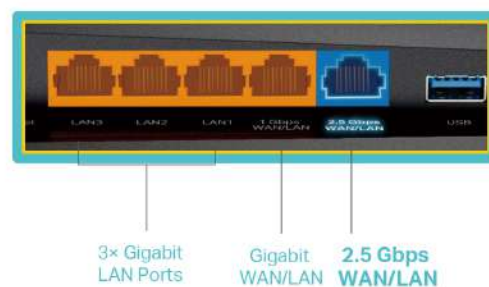 LAN3 LAN2 LAN1 1 Gbps WAN/LAN 2.5 Gbps WAN/LAN USB
3× Gigabit LAN Ports
Gigabit WAN/LAN
2.5 Gbps WAN/LAN